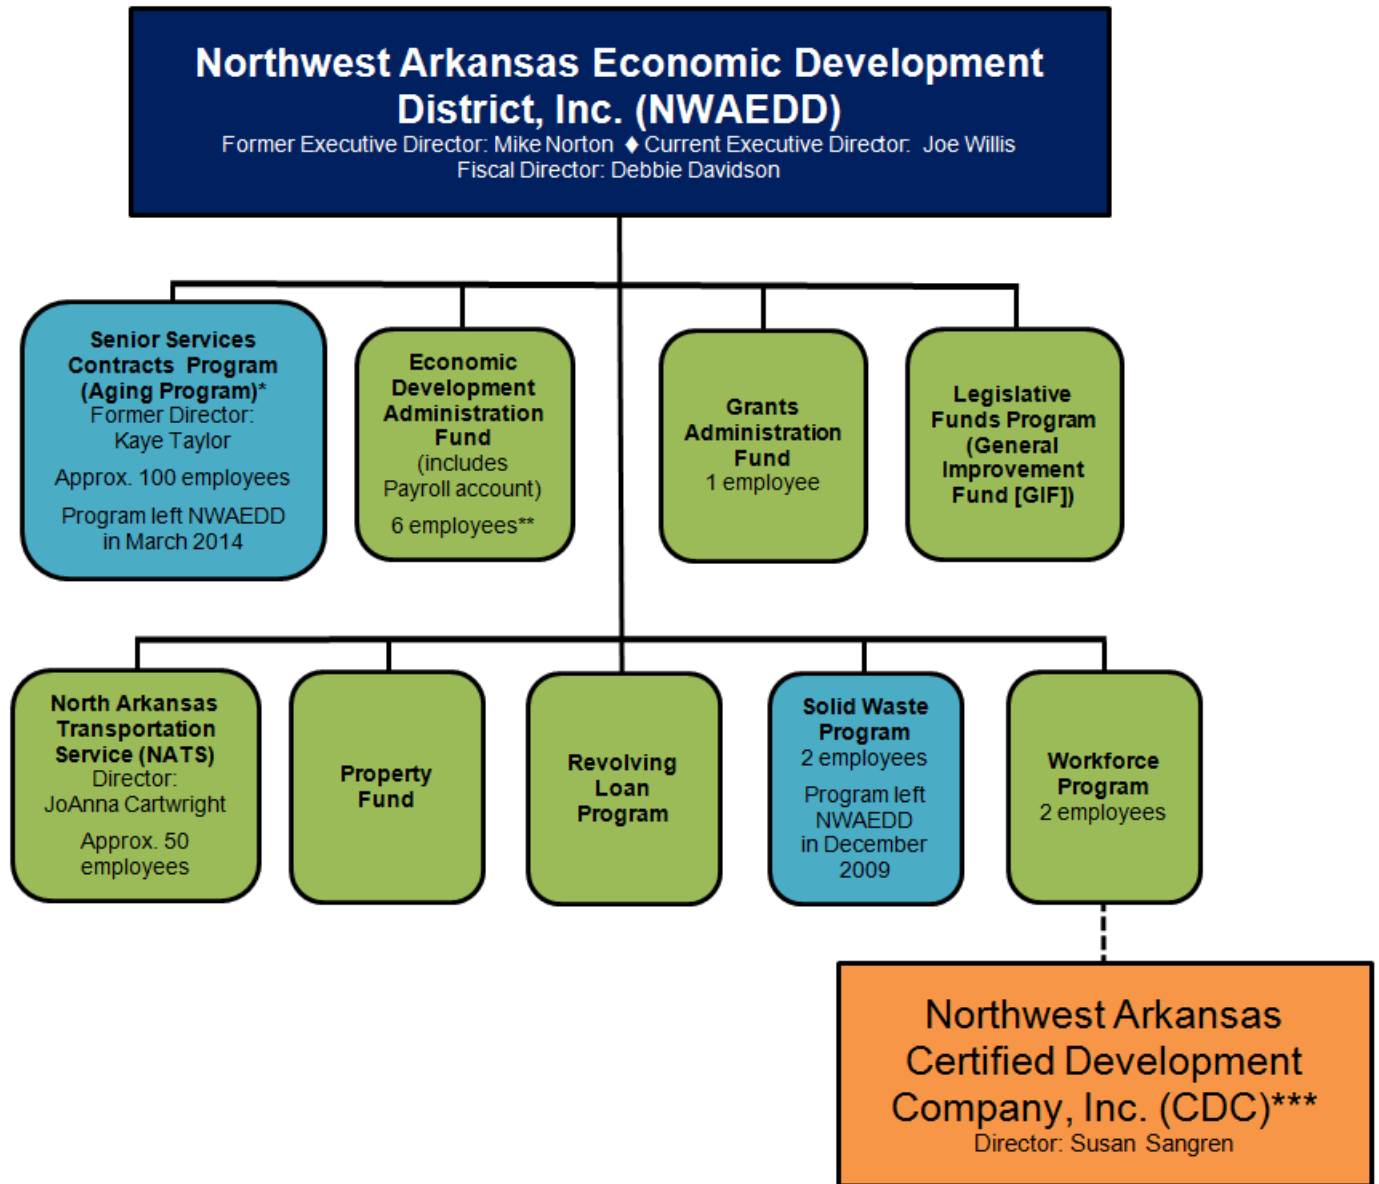 Northwest Arkansas Economic Development
District, Inc. (NWAEDD)
Former Executive Director: Mike Norton ♦ Current Executive Director: Joe Willis
Fiscal Director: Debbie Davidson
Senior Services
Contracts Program
(Aging Program)*
Former Director:
Kaye Taylor
Approx. 100 employees
Program left NWAEDD
in March 2014
Economic
Development
Administration
Fund
(includes
Payroll account)
6 employees**
Grants
Administration
Fund
1 employee
Legislative
Funds Program
(General
Improvement
Fund [GIF])
North Arkansas
Transportation
Service (NATS)
Director:
JoAnna Cartwright
Approx. 50
employees
Property
Fund
Revolving
Loan
Program
Solid Waste
Program
2 employees
Program left
NWAEDD
in December
2009
Workforce
Program
2 employees
Northwest Arkansas
Certified Development
Company, Inc. (CDC)***
Director: Susan Sangren